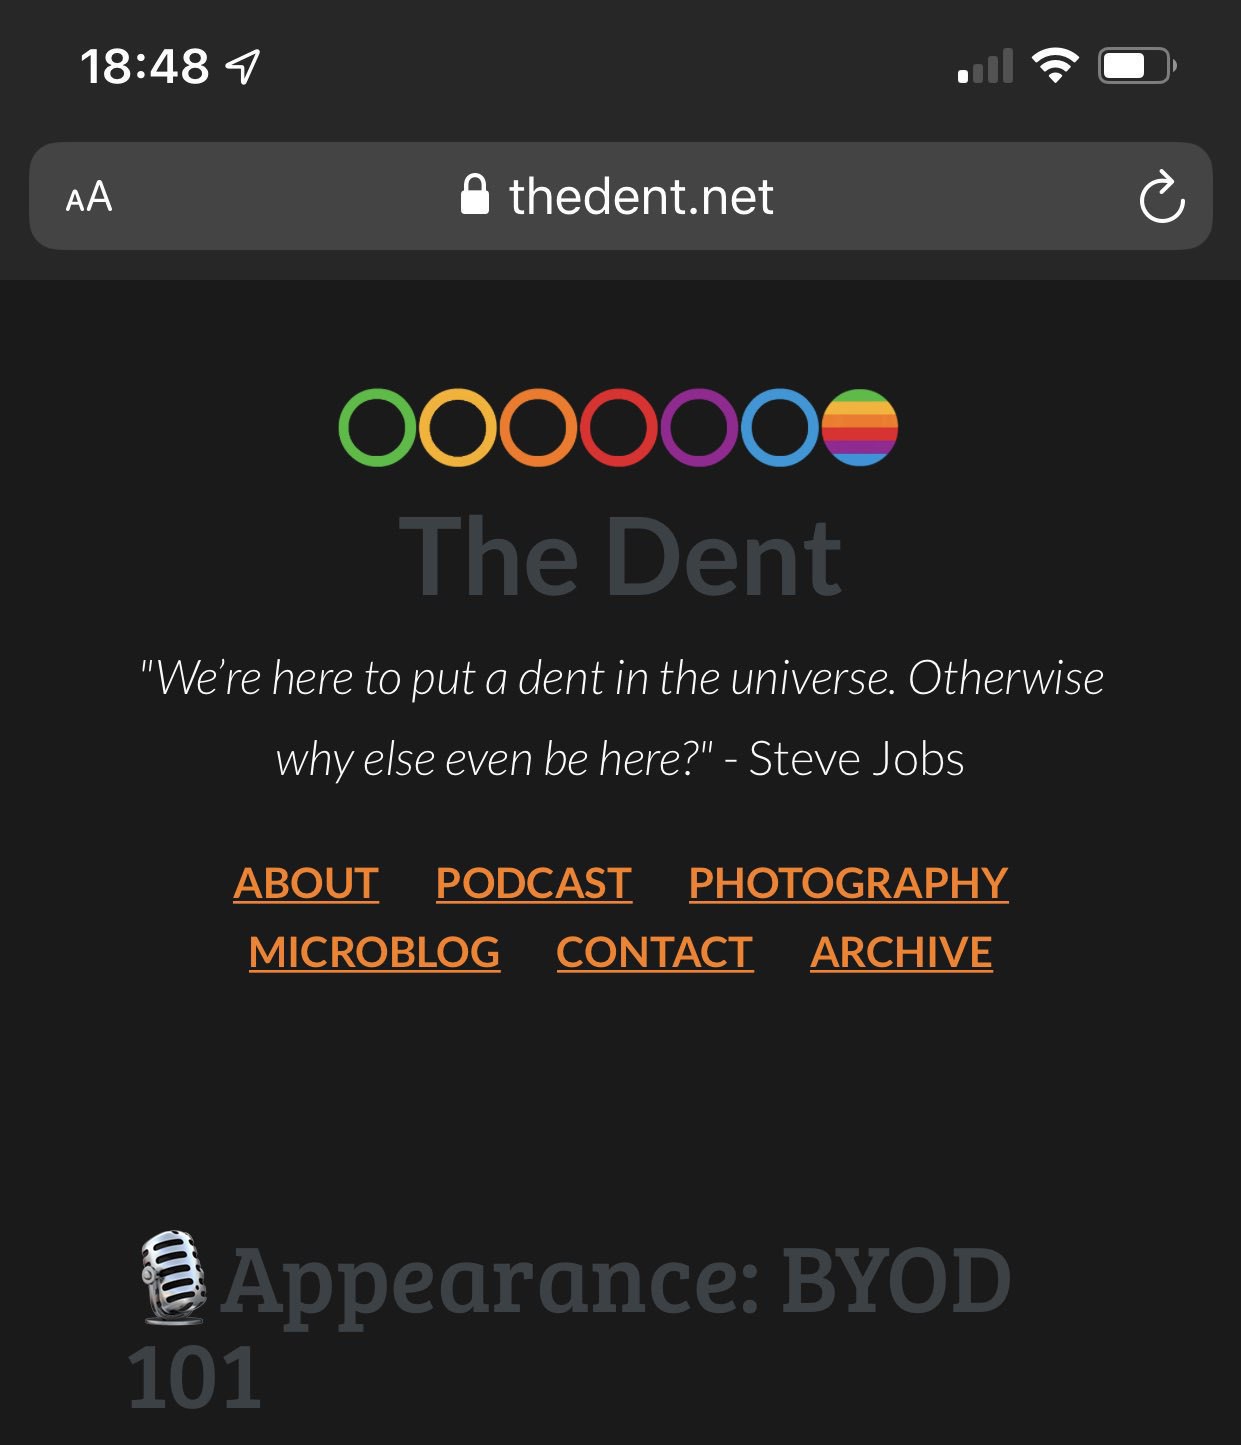 18:48
AA thedent.net
The Dent
"We’re here to put a dent in the universe. Otherwise
why else even be here?" - Steve Jobs
ABOUT PODCAST PHOTOGRAPHY
MICROBLOG CONTACT ARCHIVE
Appearance: BYOD
101